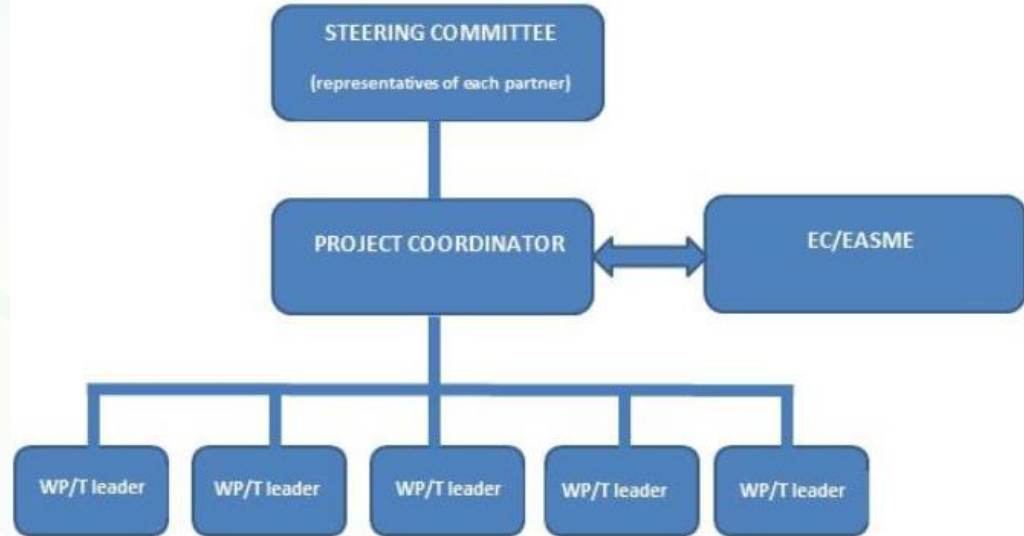 STEERING COMMITTEE
(representatives of each partner)
PROJECT COORDINATOR
EC/EASME
WP/T leader
WP/T leader
WP/T leader
WP/T leader
WP/T leader